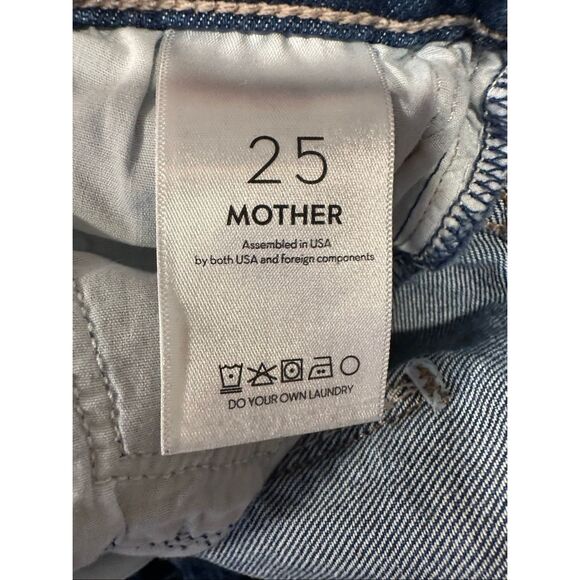 25
MOTHER
Assembled in USA
by both USA and foreign components
DO YOUR OWN LAUNDRY